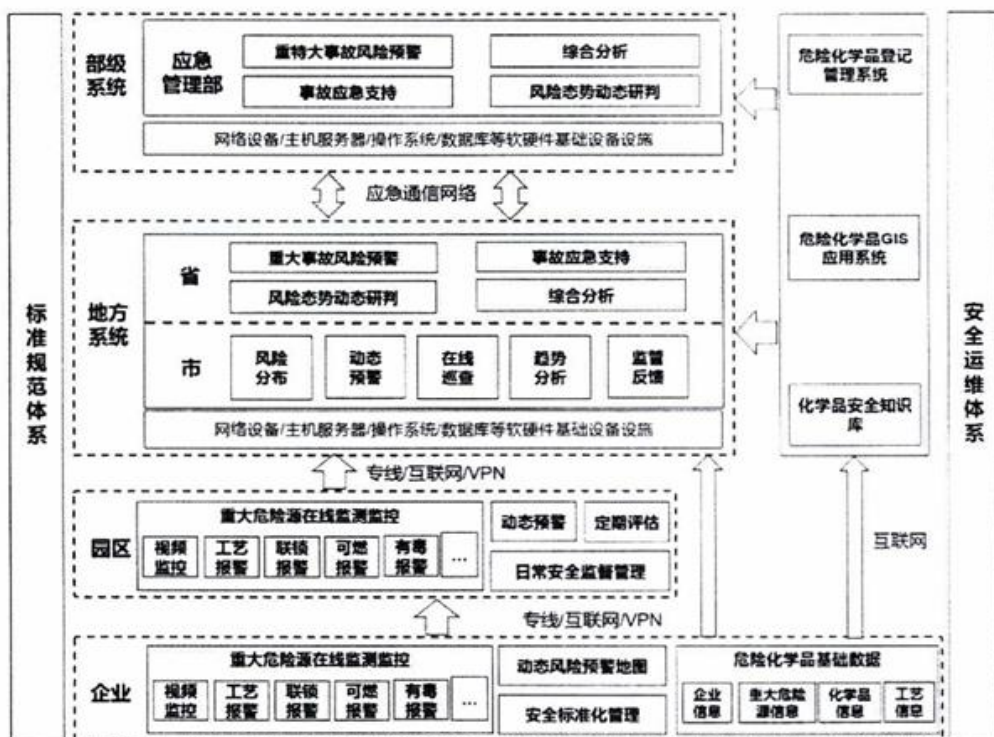 标准规范体系
部级
系统
应急
管理部
重特大事故风险预警
综合分析
事故应急支持
风险态势动态研判
网络设备/主机服务器/操作系统/数据库等软硬件基础设备设施
应急通信网络
地方
系统
省
重大事故风险预警
事故应急支持
风险态势动态研判
综合分析
市
风险
分布
动态
预警
在线
巡查
趋势
分析
监管
反馈
网络设备/主机服务器/操作系统/数据库等软硬件基础设备设施
专线/互联网/VPN
园区
重大危险源在线监测监控
视频
监控
工艺
报警
联锁
报警
可燃
报警
有毒
报警
...
动态预警
定期评估
日常安全监督管理
专线/互联网/VPN
企业
重大危险源在线监测监控
视频
监控
工艺
报警
联锁
报警
可燃
报警
有毒
报警
...
动态风险预警地图
安全标准化管理
危险化学品基础数据
企业
信息
重大危险
源信息
化学品
信息
工艺
信息
危险化学品登记
管理系统
危险化学品GIS
应用系统
化学品安全知识
库
互联网
安全运维体系